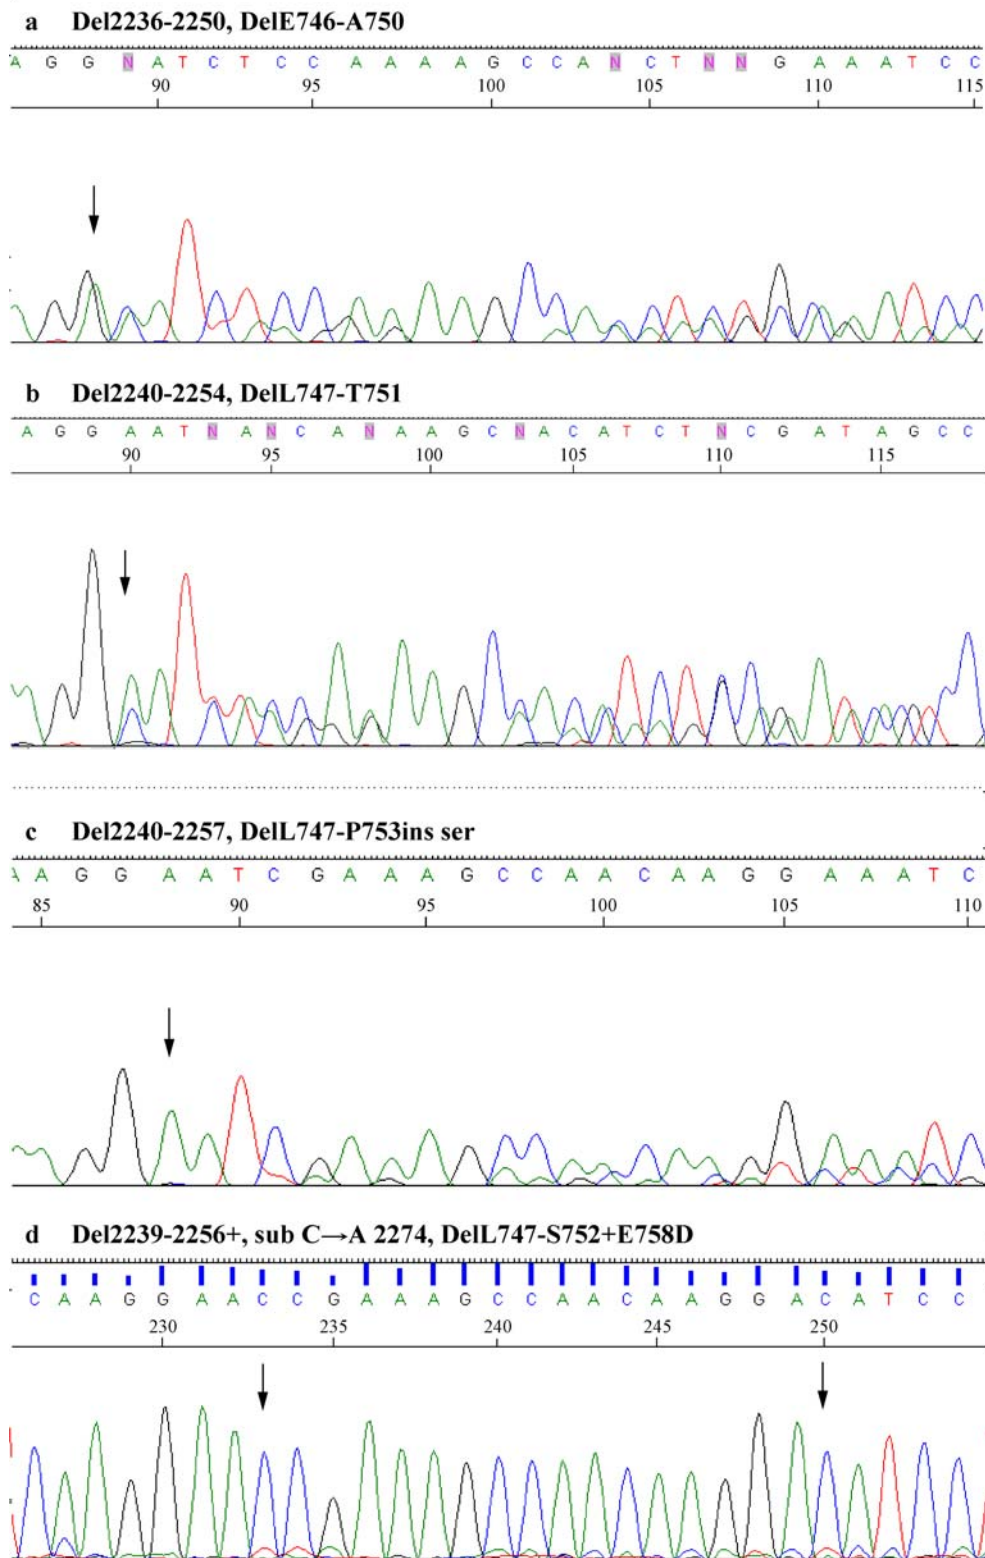 a Del2236-2250, DelE746-A750
A G G N A T C T C C A A A A G C C A N C T N N G A A A T C C
90 95 100 105 110 115
b Del2240-2254, DelL747-T751
A G G A A T N A N C A N A A G C N A C A T C T N C G A T A G C C
90 95 100 105 110 115
c Del2240-2257, DelL747-P753ins ser
A A G G A A T C G A A A G C C A A C A A G G A A A T C
85 90 95 100 105 110
d Del2239-2256+, sub C→A 2274, DelL747-S752+E758D
C A A G G A A C C G A A A G C C A A C A A G G A C A T C C
230 235 240 245 250